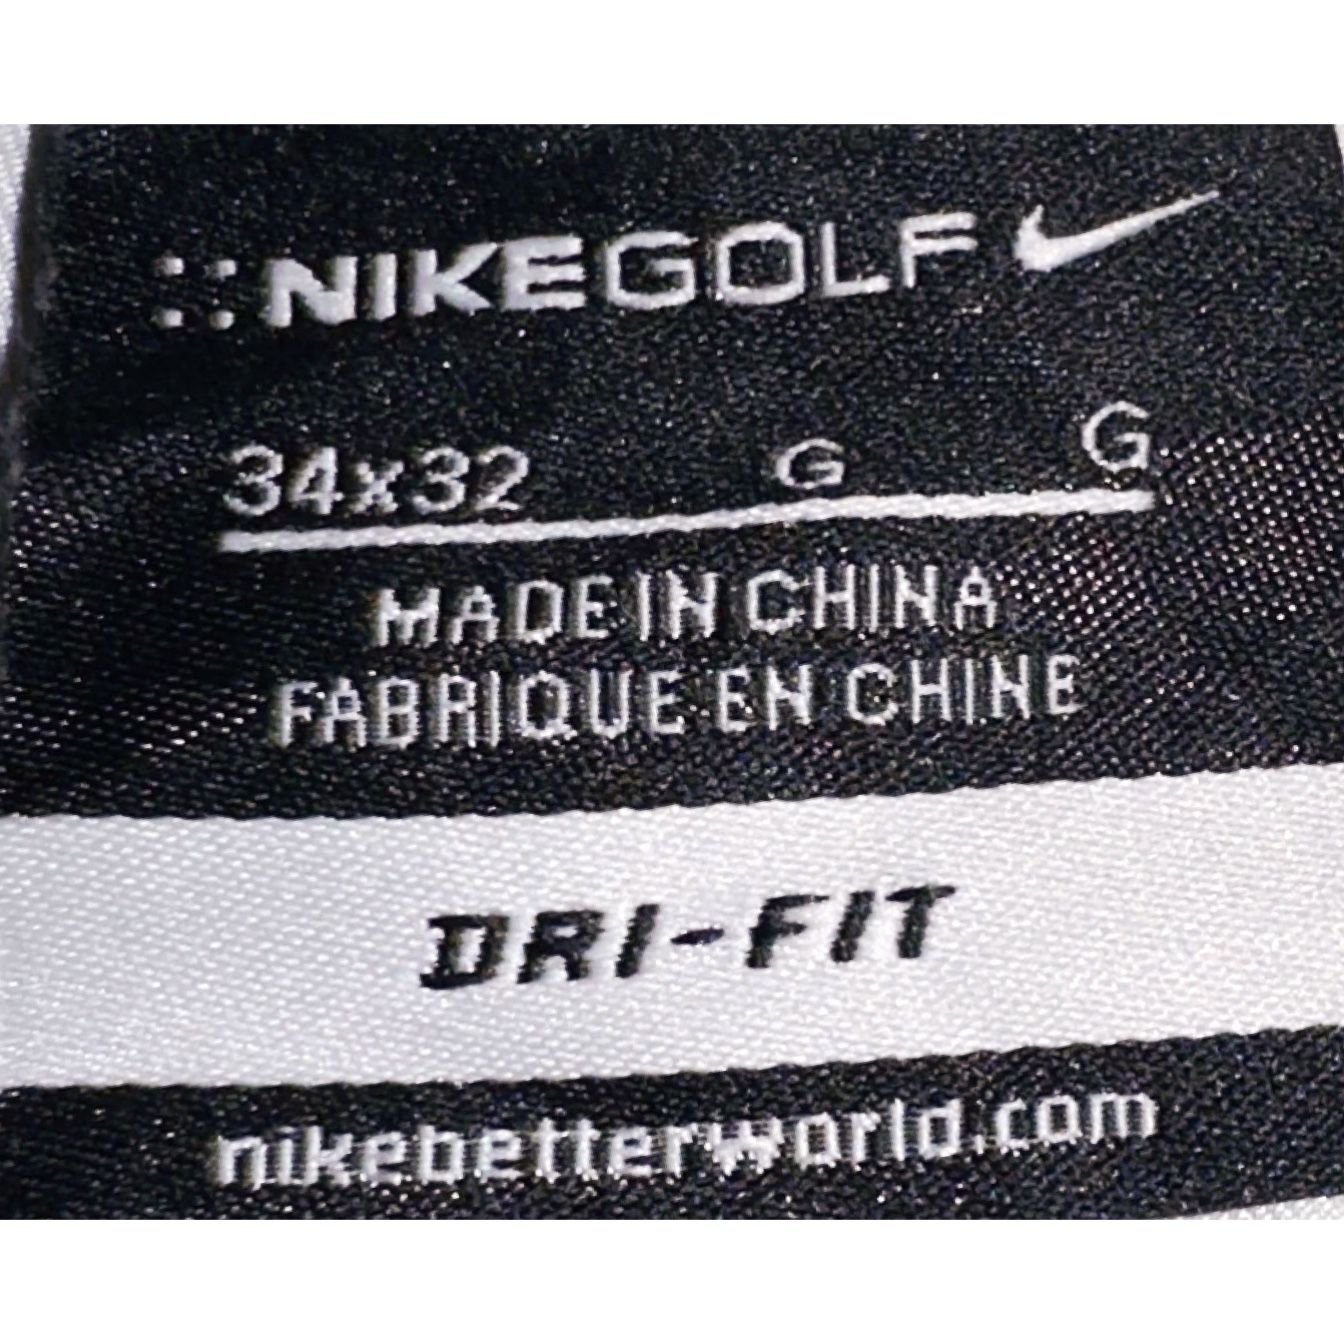 NIKEGOLF
34x32 G G
MADE IN CHINA
FABRIQUE EN CHINE
DRI-FIT
nikebetterworld.com